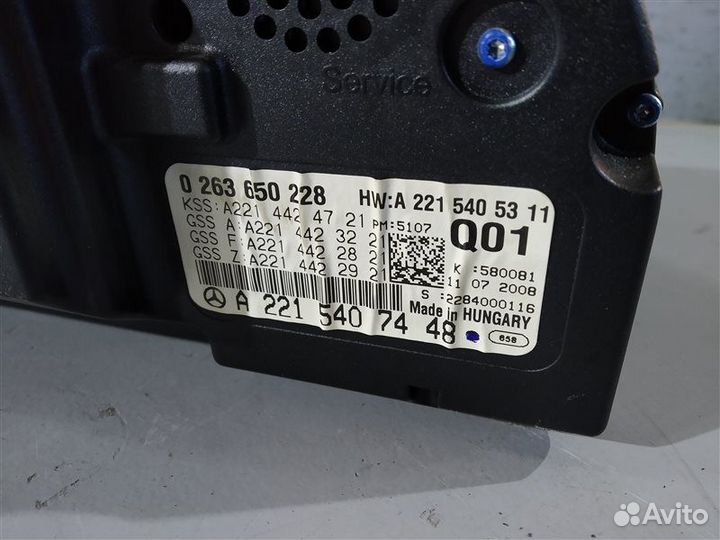 Service
0 263 650 228 HW:A 221 540 53 11
KSS:A221 442 47 21 PM:5107 Q01
GSS A:A221 442 32 21
GSS F:A221 442 28 21 K :580081
GSS Z:A221 442 29 21 11 07 2008
S :2284000116
A 221 540 74 48 Made in HUNGARY
658
Avito